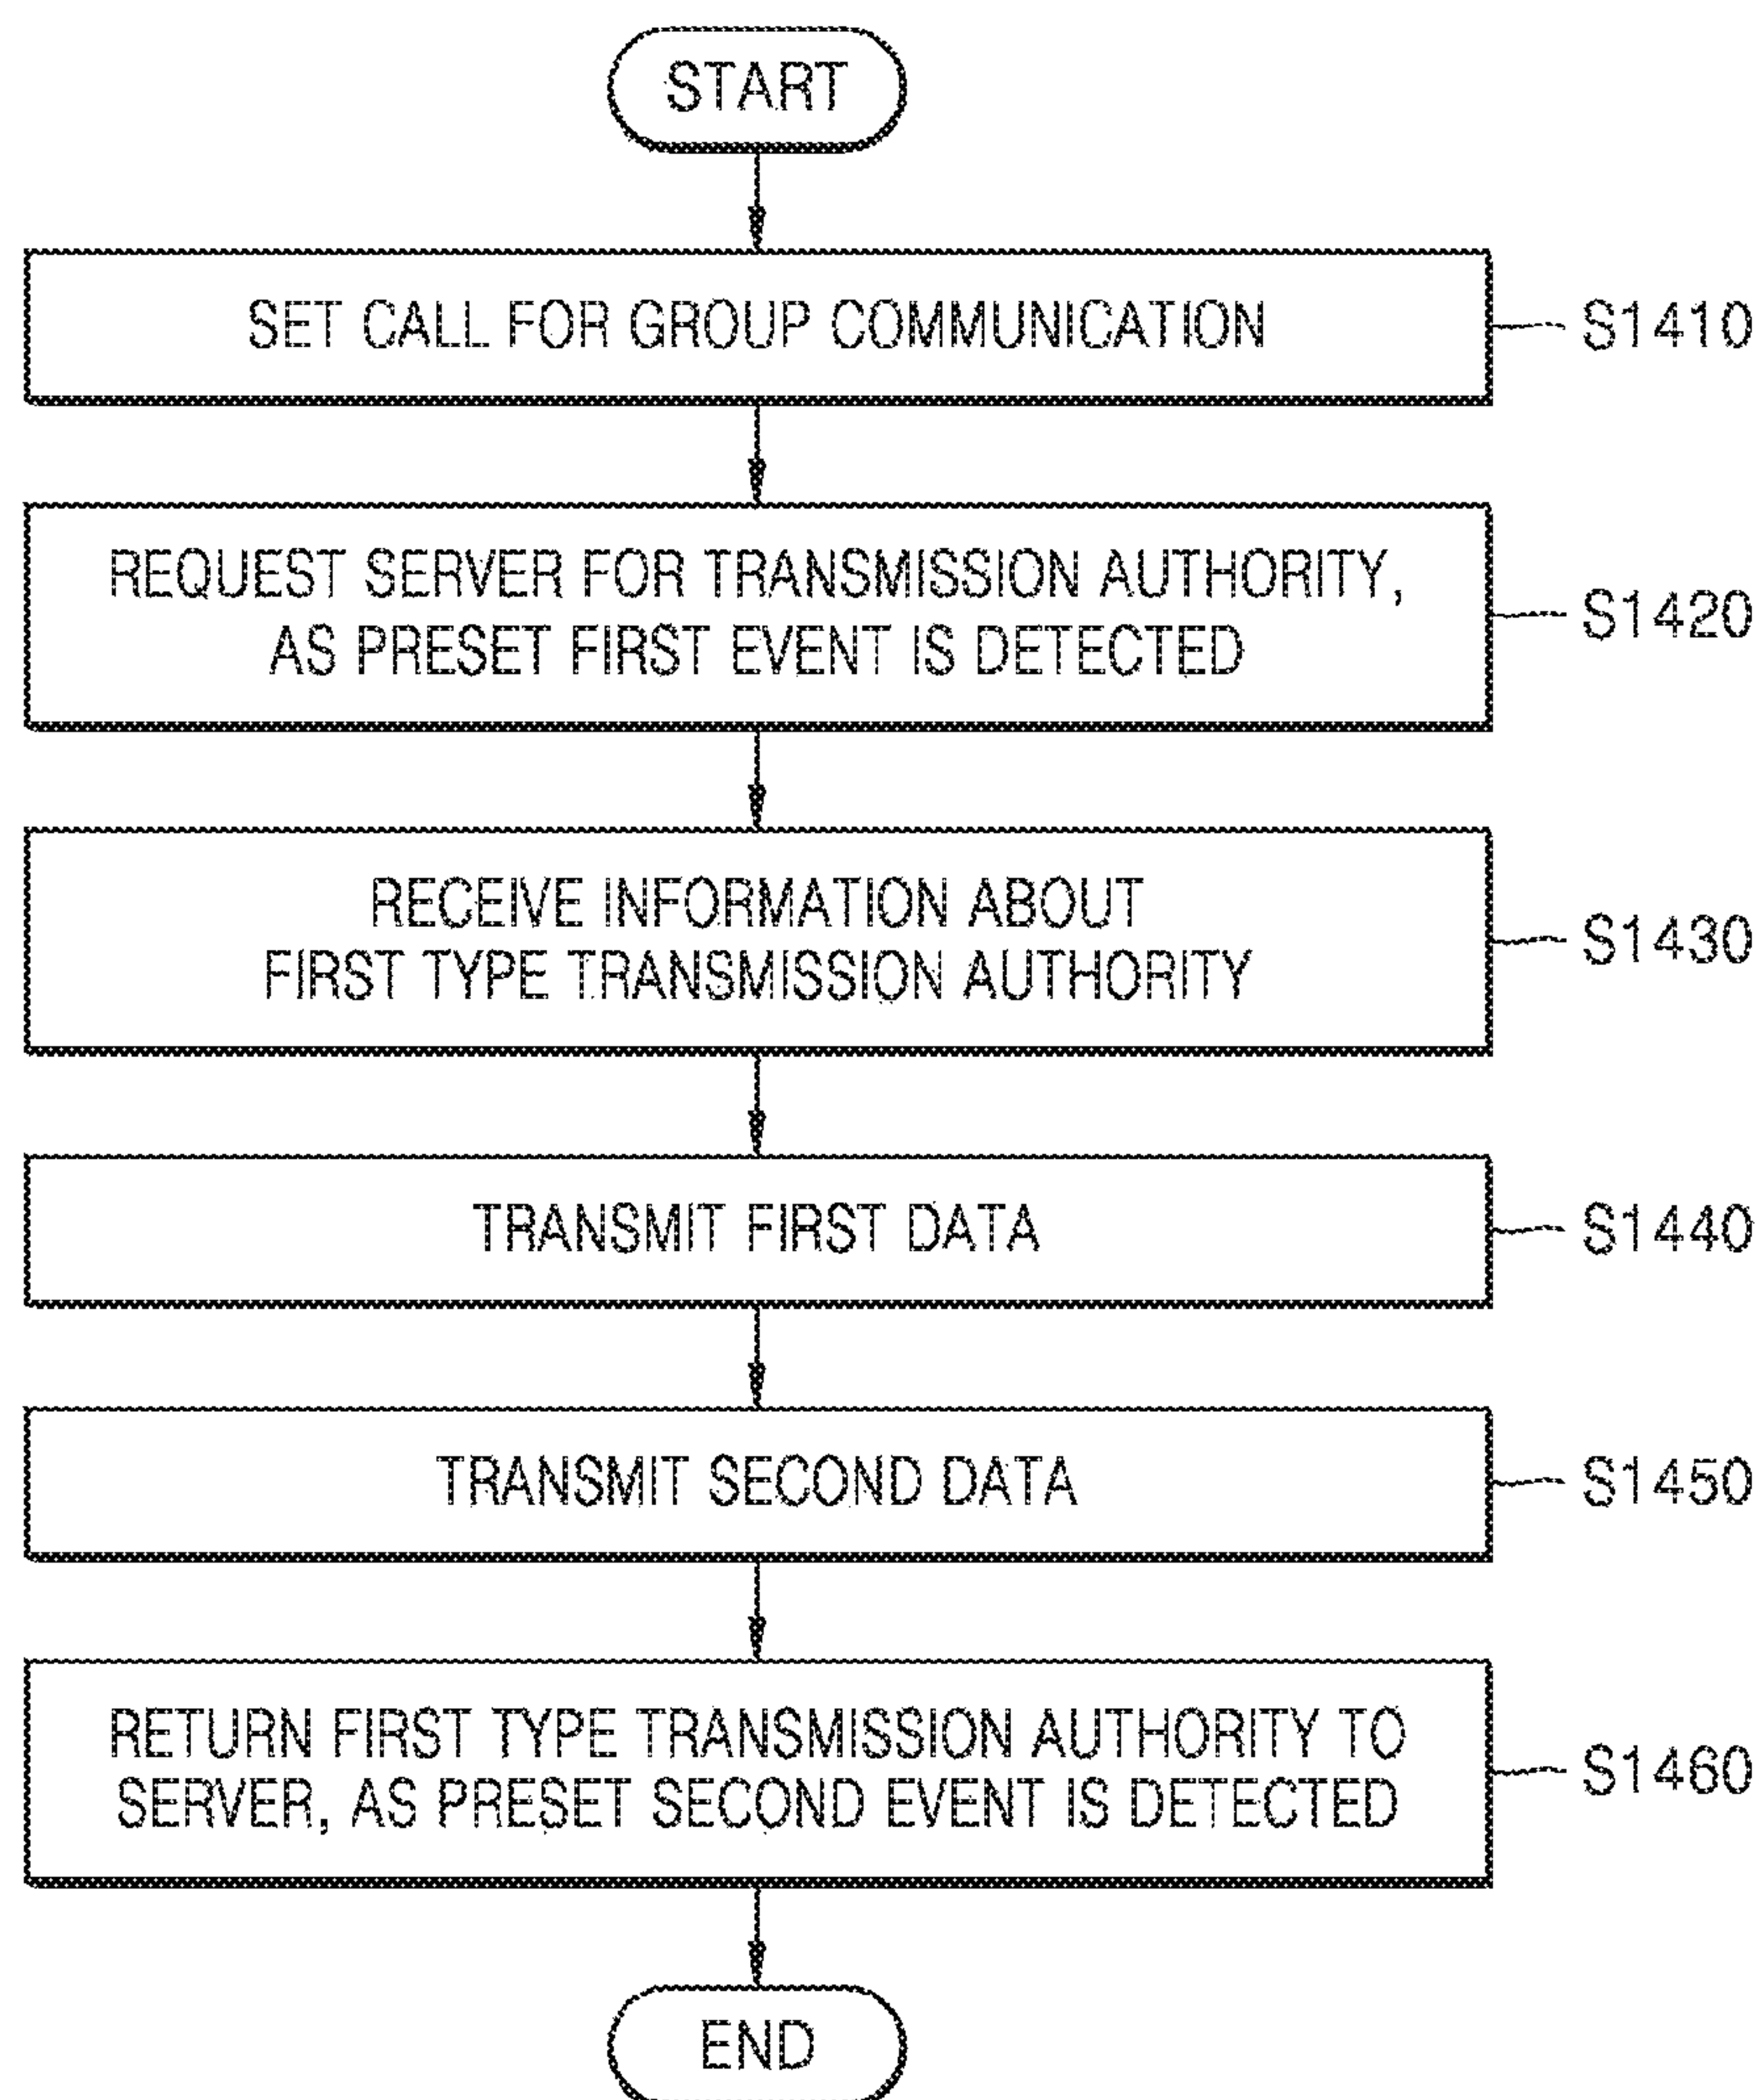 START
SET CALL FOR GROUP COMMUNICATION
S1410
REQUEST SERVER FOR TRANSMISSION AUTHORITY,
AS PRESET FIRST EVENT IS DETECTED
S1420
RECEIVE INFORMATION ABOUT
FIRST TYPE TRANSMISSION AUTHORITY
S1430
TRANSMIT FIRST DATA
S1440
TRANSMIT SECOND DATA
S1450
RETURN FIRST TYPE TRANSMISSION AUTHORITY TO
SERVER, AS PRESET SECOND EVENT IS DETECTED
S1460
END